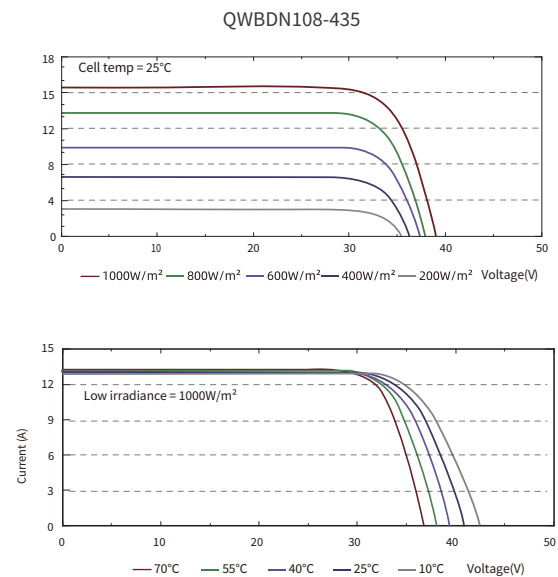 QWBDN108-435
18
Cell temp = 25°C
15
12
8
4
0
0 10 20 30 40 50
1000W/m² 800W/m² 600W/m² 400W/m² 200W/m² Voltage(V)
15
12
Low irradiance = 1000W/m²
9
Current (A)
6
3
0
0 10 20 30 40 50
70°C 55°C 40°C 25°C 10°C Voltage(V)